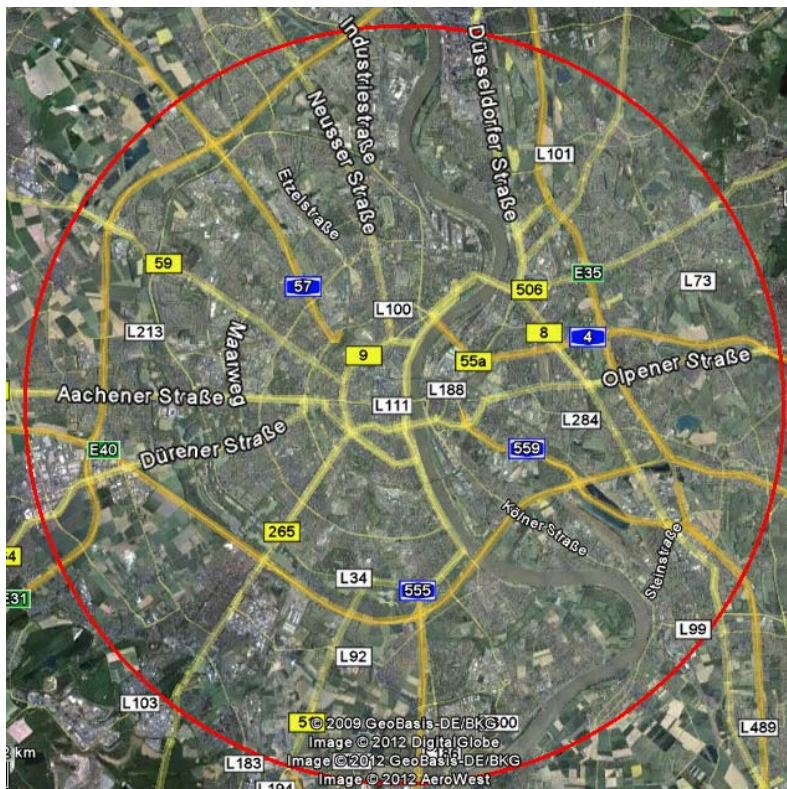 Industriestraße
Düsseldorfer Straße
Neusser Straße
L101
Etzelstraße
59
E35
L73
57
506
L100
L213
8
4
Maarweg
9
55a
Olpener Straße
L188
Aachener Straße
L111
L284
Dürener Straße
E40
559
Kölner Straße
265
Steinstraße
L34
555
E31
L99
L92
L103
51
© 2009 GeoBasis-DE/BKG
L489
Image © 2012 DigitalGlobe
km
L183
Image © 2012 GeoBasis-DE/BKG
L194
Image © 2012 AeroWest